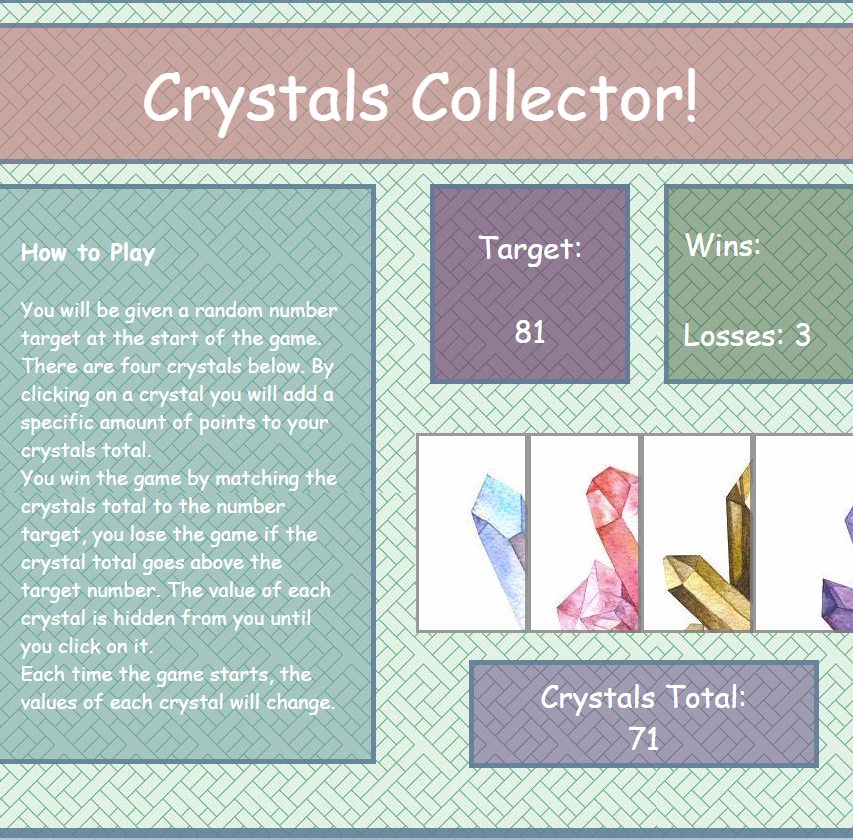 Crystals Collector!
How to Play
You will be given a random number
target at the start of the game.
There are four crystals below. By
clicking on a crystal you will add a
specific amount of points to your
crystals total.
You win the game by matching the
crystals total to the number
target, you lose the game if the
crystal total goes above the
target number. The value of each
crystal is hidden from you until
you click on it.
Each time the game starts, the
values of each crystal will change.
Target:
81
Wins:
Losses: 3
Crystals Total:
71